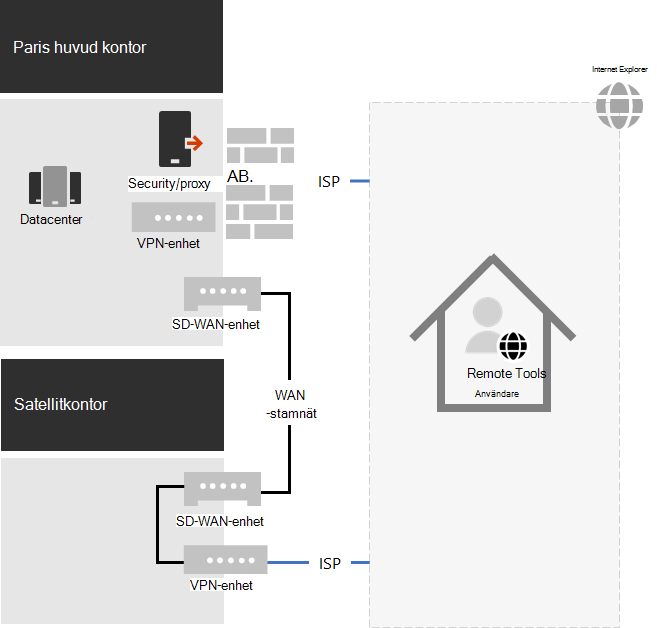 Paris huvud kontor
Internet Explorer
Security/proxy
AB.
ISP
Datacenter
VPN-enhet
SD-WAN-enhet
Remote Tools
Användare
WAN
-stamnät
Satellitkontor
SD-WAN-enhet
ISP
VPN-enhet